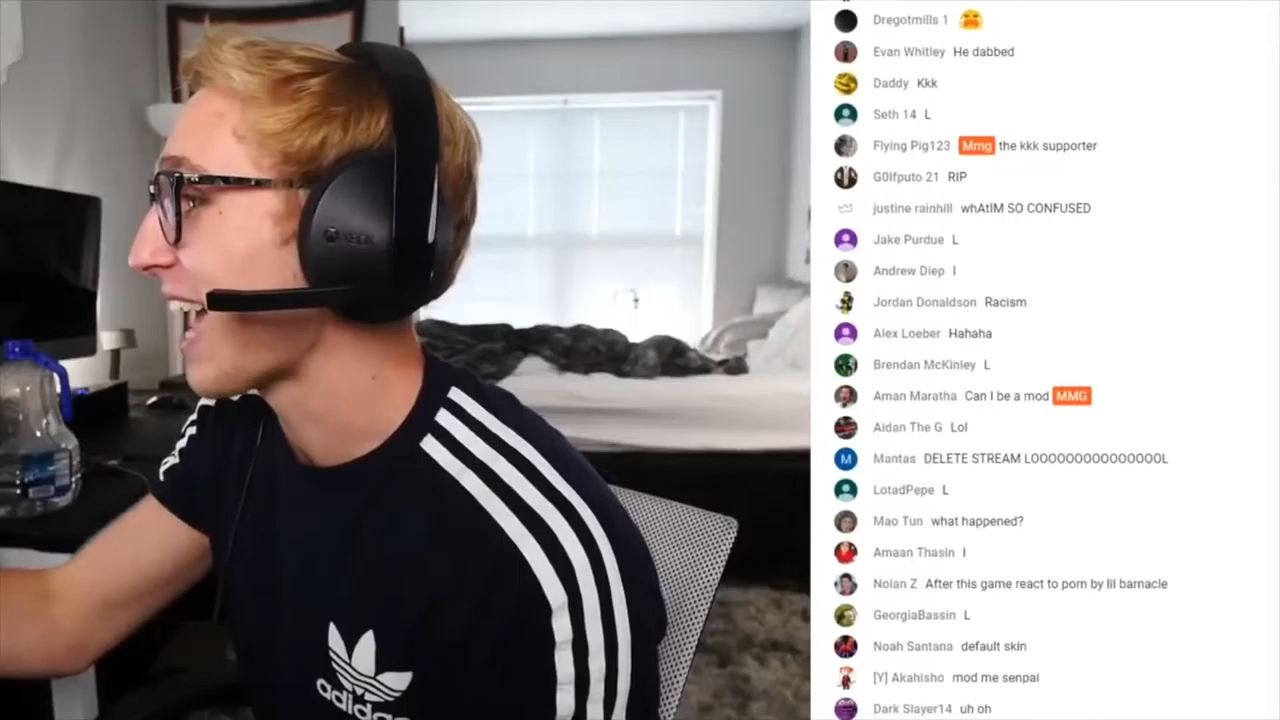 Dregotmills 1 😡
Evan Whitley He dabbed
Daddy Kkk
Seth 14 L
Flying Pig123 Mmg the kkk supporter
G0lfputo 21 RIP
justine rainhill whAtIM SO CONFUSED
Jake Purdue L
Andrew Diep l
Jordan Donaldson Racism
Alex Loeber Hahaha
Brendan McKinley L
Aman Maratha Can I be a mod MMG
Aidan The G Lol
M Mantas DELETE STREAM LOOOOOOOOOOOOOOOL
LotadPepe L
Mao Tun what happened?
Amaan Thasin l
Nolan Z After this game react to porn by lil barnacle
GeorgiaBassin L
Noah Santana default skin
[Y] Akahisho mod me senpai
Dark Slayer14 uh oh
XBOX
adidas